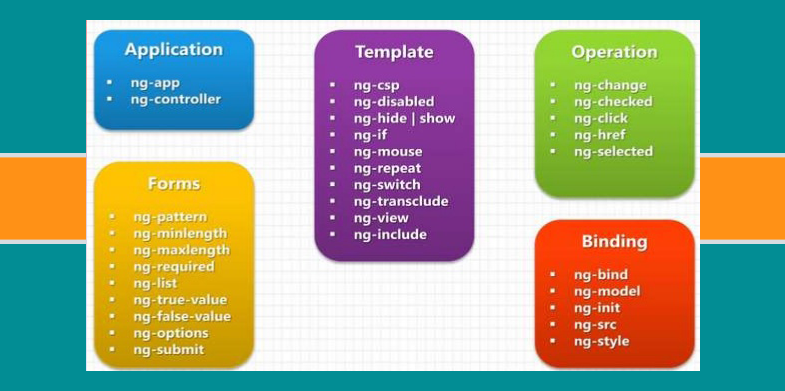 Application
▪ ng-app
▪ ng-controller
Forms
▪ ng-pattern
▪ ng-minlength
▪ ng-maxlength
▪ ng-required
▪ ng-list
▪ ng-true-value
▪ ng-false-value
▪ ng-options
▪ ng-submit
Template
▪ ng-csp
▪ ng-disabled
▪ ng-hide | show
▪ ng-if
▪ ng-mouse
▪ ng-repeat
▪ ng-switch
▪ ng-transclude
▪ ng-view
▪ ng-include
Operation
▪ ng-change
▪ ng-checked
▪ ng-click
▪ ng-href
▪ ng-selected
Binding
▪ ng-bind
▪ ng-model
▪ ng-init
▪ ng-src
▪ ng-style